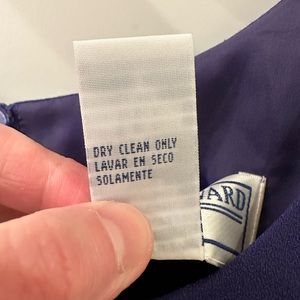 DRY CLEAN ONLY
LAVAR EN SECO
SOLAMENTE